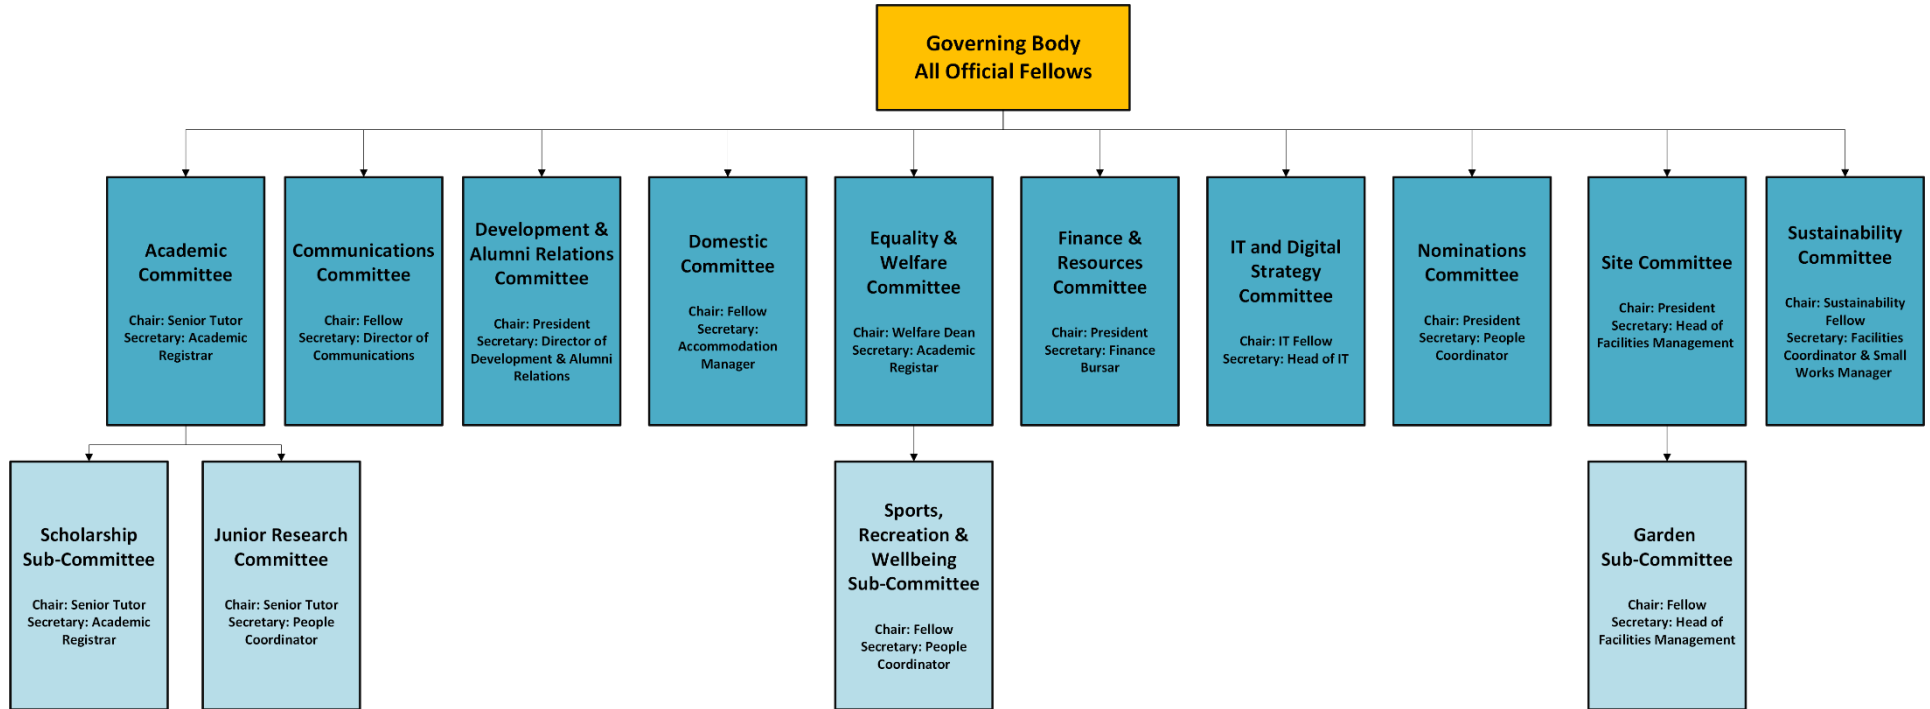 Governing Body
All Official Fellows
Academic
Committee
Chair: Senior Tutor
Secretary: Academic
Registrar
Communications
Committee
Chair: Fellow
Secretary: Director of
Communications
Development &
Alumni Relations
Committee
Chair: President
Secretary: Director of
Development & Alumni
Relations
Domestic
Committee
Chair: Fellow
Secretary:
Accommodation
Manager
Equality &
Welfare
Committee
Chair: Welfare Dean
Secretary: Academic
Registar
Finance &
Resources
Committee
Chair: President
Secretary: Finance
Bursar
IT and Digital
Strategy
Committee
Chair: IT Fellow
Secretary: Head of IT
Nominations
Committee
Chair: President
Secretary: People
Coordinator
Site Committee
Chair: President
Secretary: Head of
Facilities Management
Sustainability
Committee
Chair: Sustainability
Fellow
Secretary: Facilities
Coordinator & Small
Works Manager
Scholarship
Sub-Committee
Chair: Senior Tutor
Secretary: Academic
Registrar
Junior Research
Committee
Chair: Senior Tutor
Secretary: People
Coordinator
Sports,
Recreation &
Wellbeing
Sub-Committee
Chair: Fellow
Secretary: People
Coordinator
Garden
Sub-Committee
Chair: Fellow
Secretary: Head of
Facilities Management